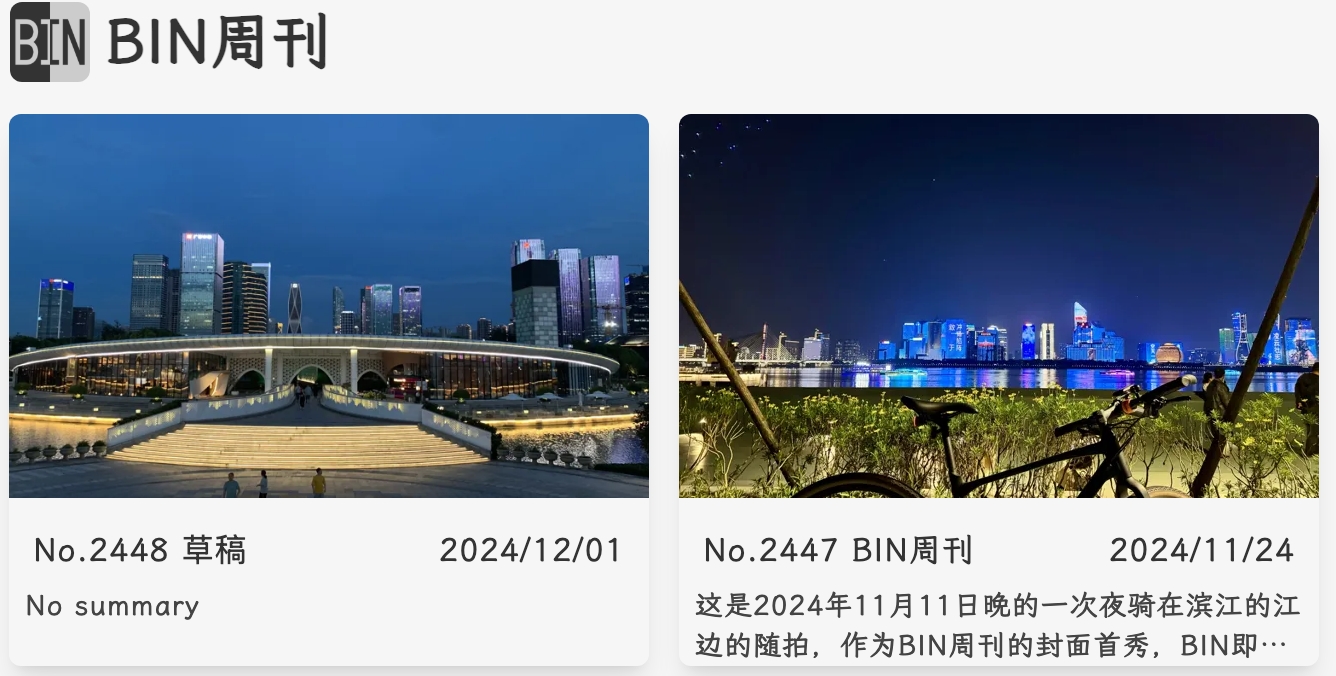 BIN BIN周刊
No.2448 草稿
2024/12/01
No summary
No.2447 BIN周刊
2024/11/24
这是2024年11月11日晚的一次夜骑在滨江的江
边的随拍，作为BIN周刊的封面首秀，BIN即…